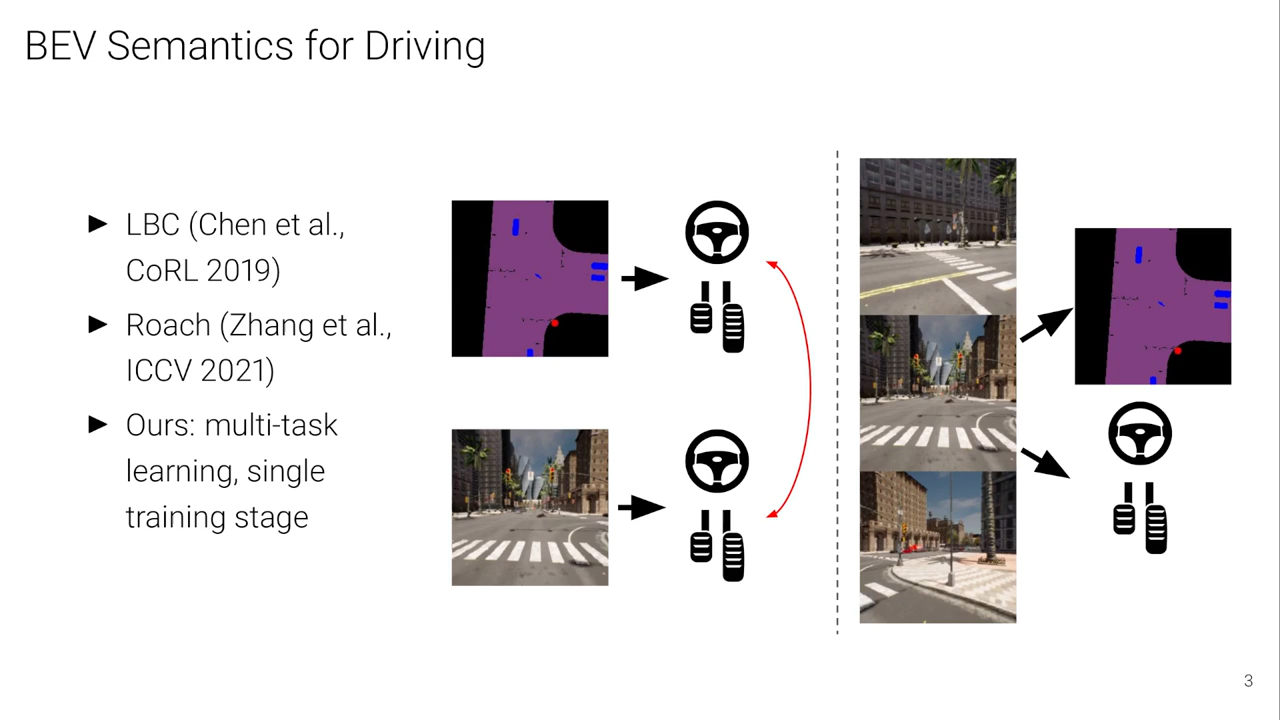 BEV Semantics for Driving
► LBC (Chen et al.,
CoRL 2019)
► Roach (Zhang et al.,
ICCV 2021)
► Ours: multi-task
learning, single
training stage
3